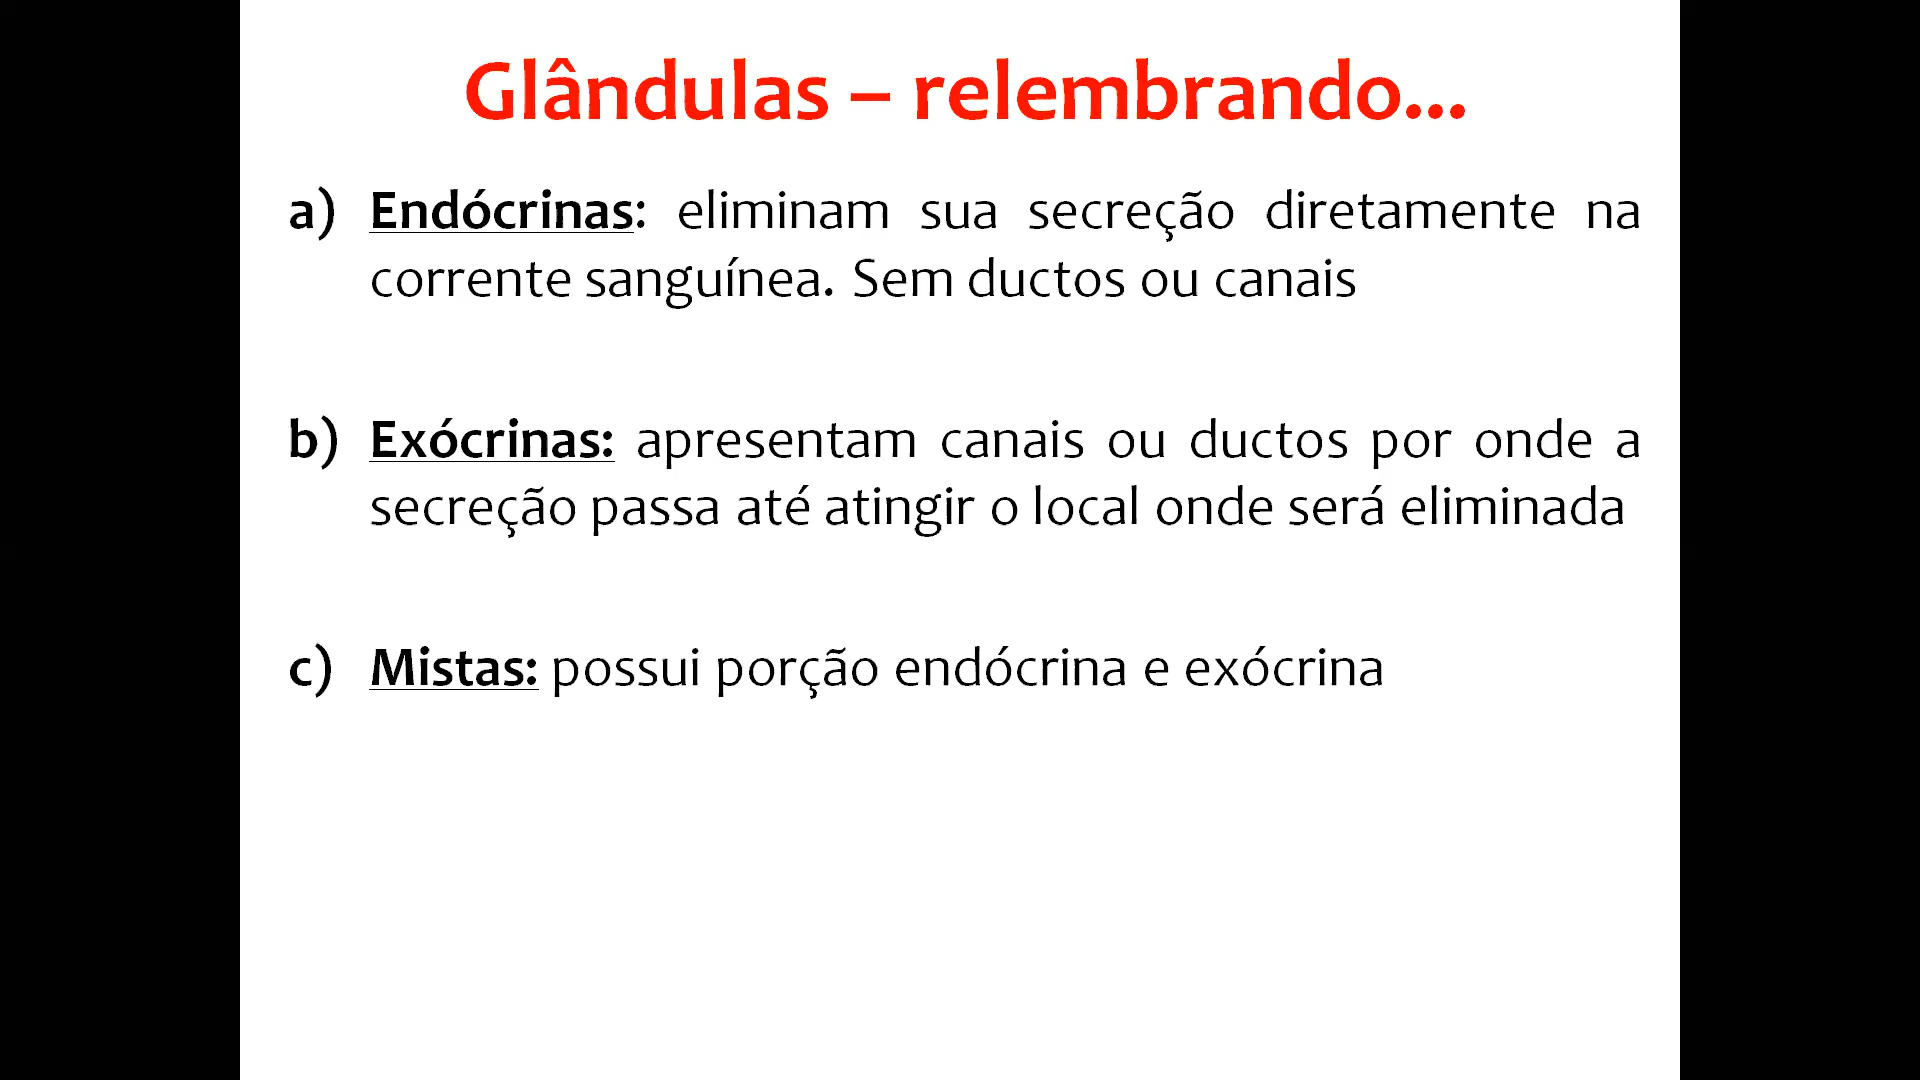 Glândulas – relembrando...
a) Endócrinas: eliminam sua secreção diretamente na
corrente sanguínea. Sem ductos ou canais
b) Exócrinas: apresentam canais ou ductos por onde a
secreção passa até atingir o local onde será eliminada
c) Mistas: possui porção endócrina e exócrina